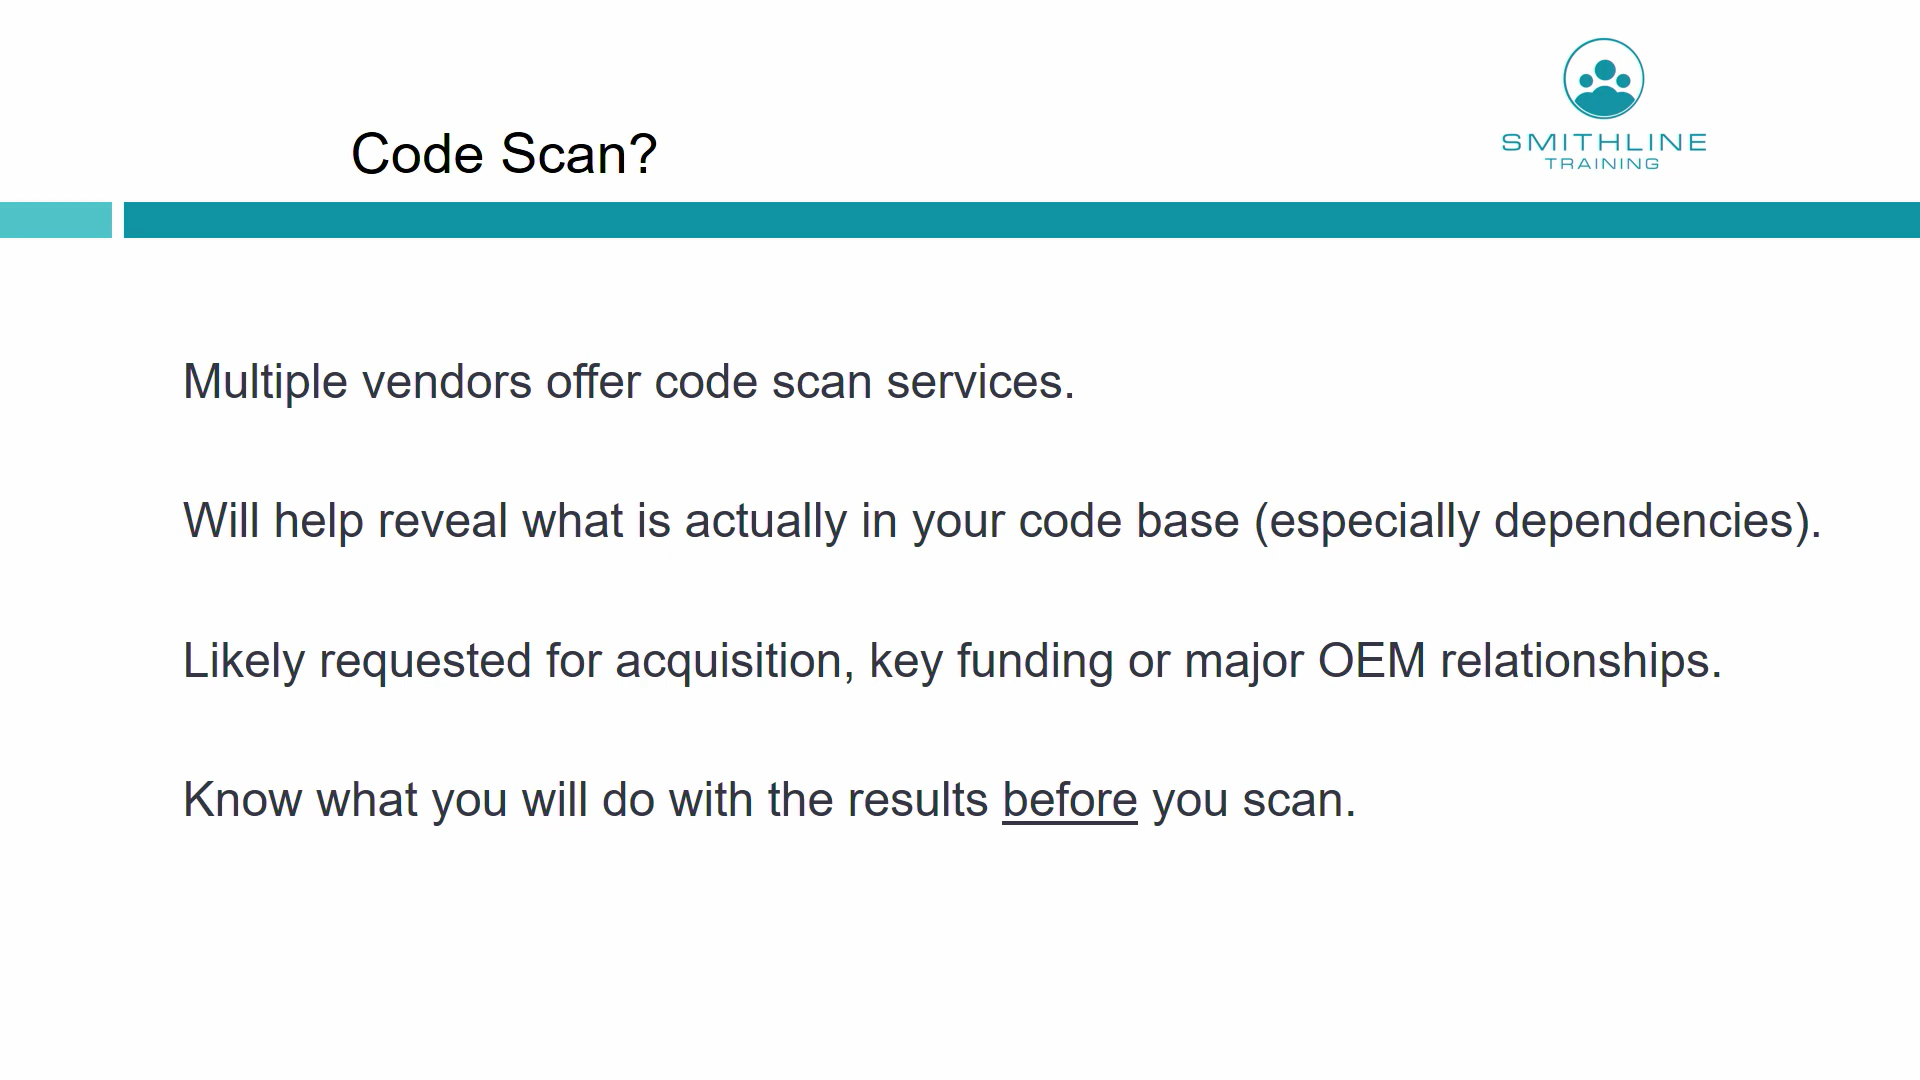 SMITHLINE
TRAINING
Code Scan?
Multiple vendors offer code scan services.
Will help reveal what is actually in your code base (especially dependencies).
Likely requested for acquisition, key funding or major OEM relationships.
Know what you will do with the results before you scan.